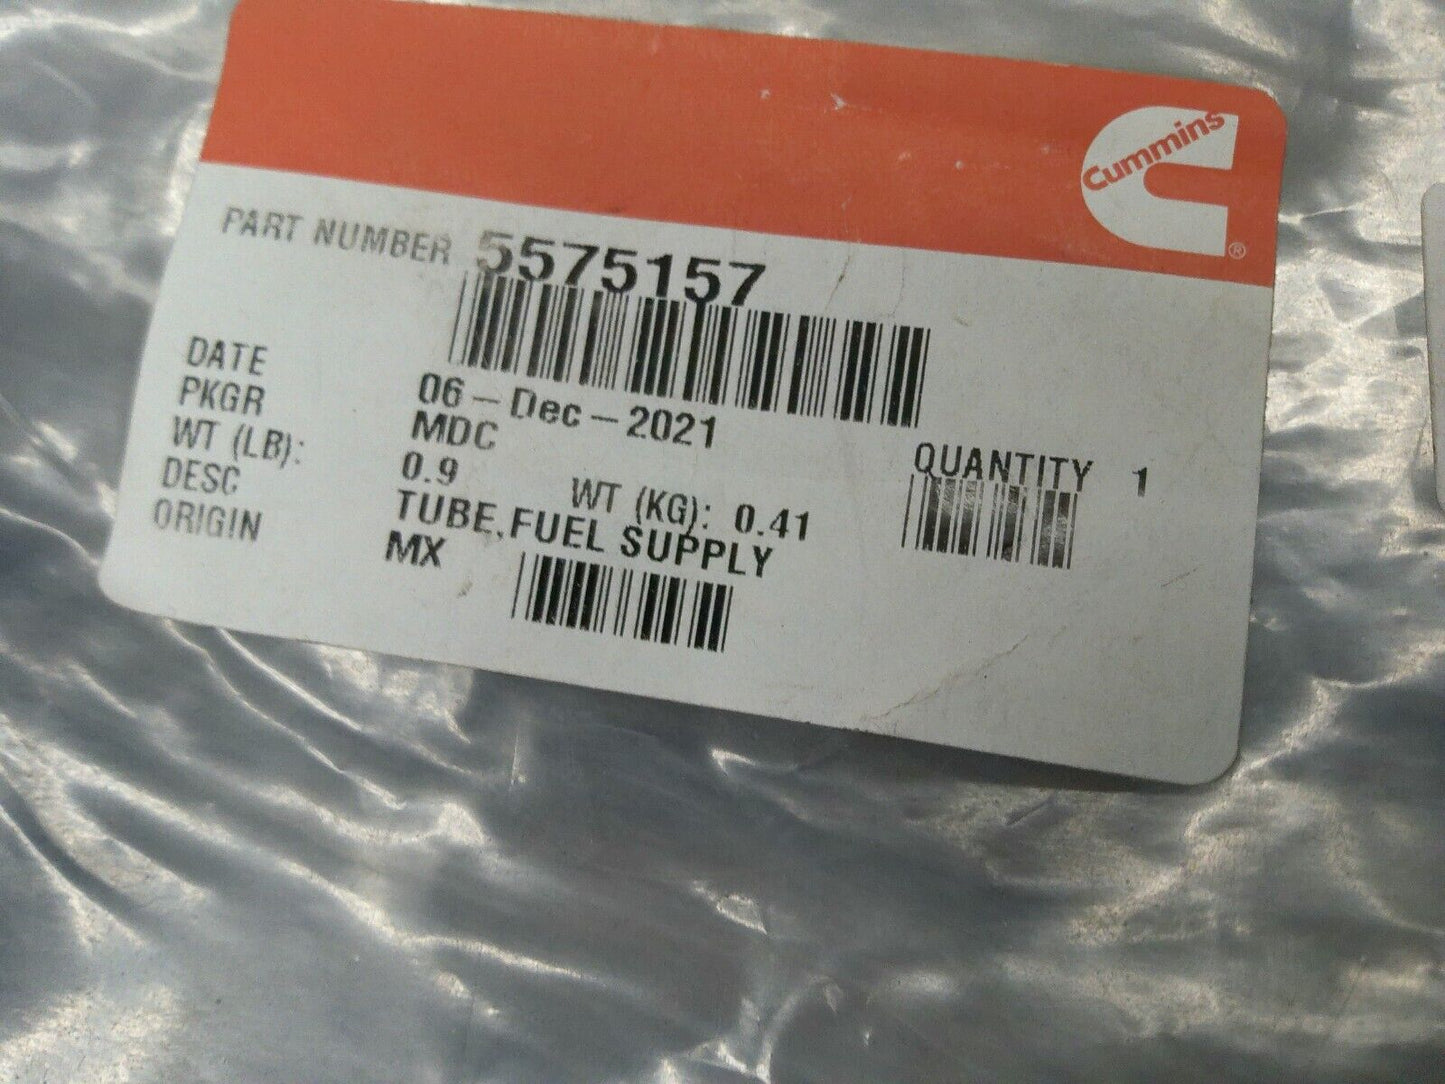 Cummins
®
PART NUMBER 5575157
DATE 06-Dec-2021
PKGR MDC
QUANTITY 1
WT (LB): 0.9 WT (KG): 0.41
DESC TUBE,FUEL SUPPLY
ORIGIN MX